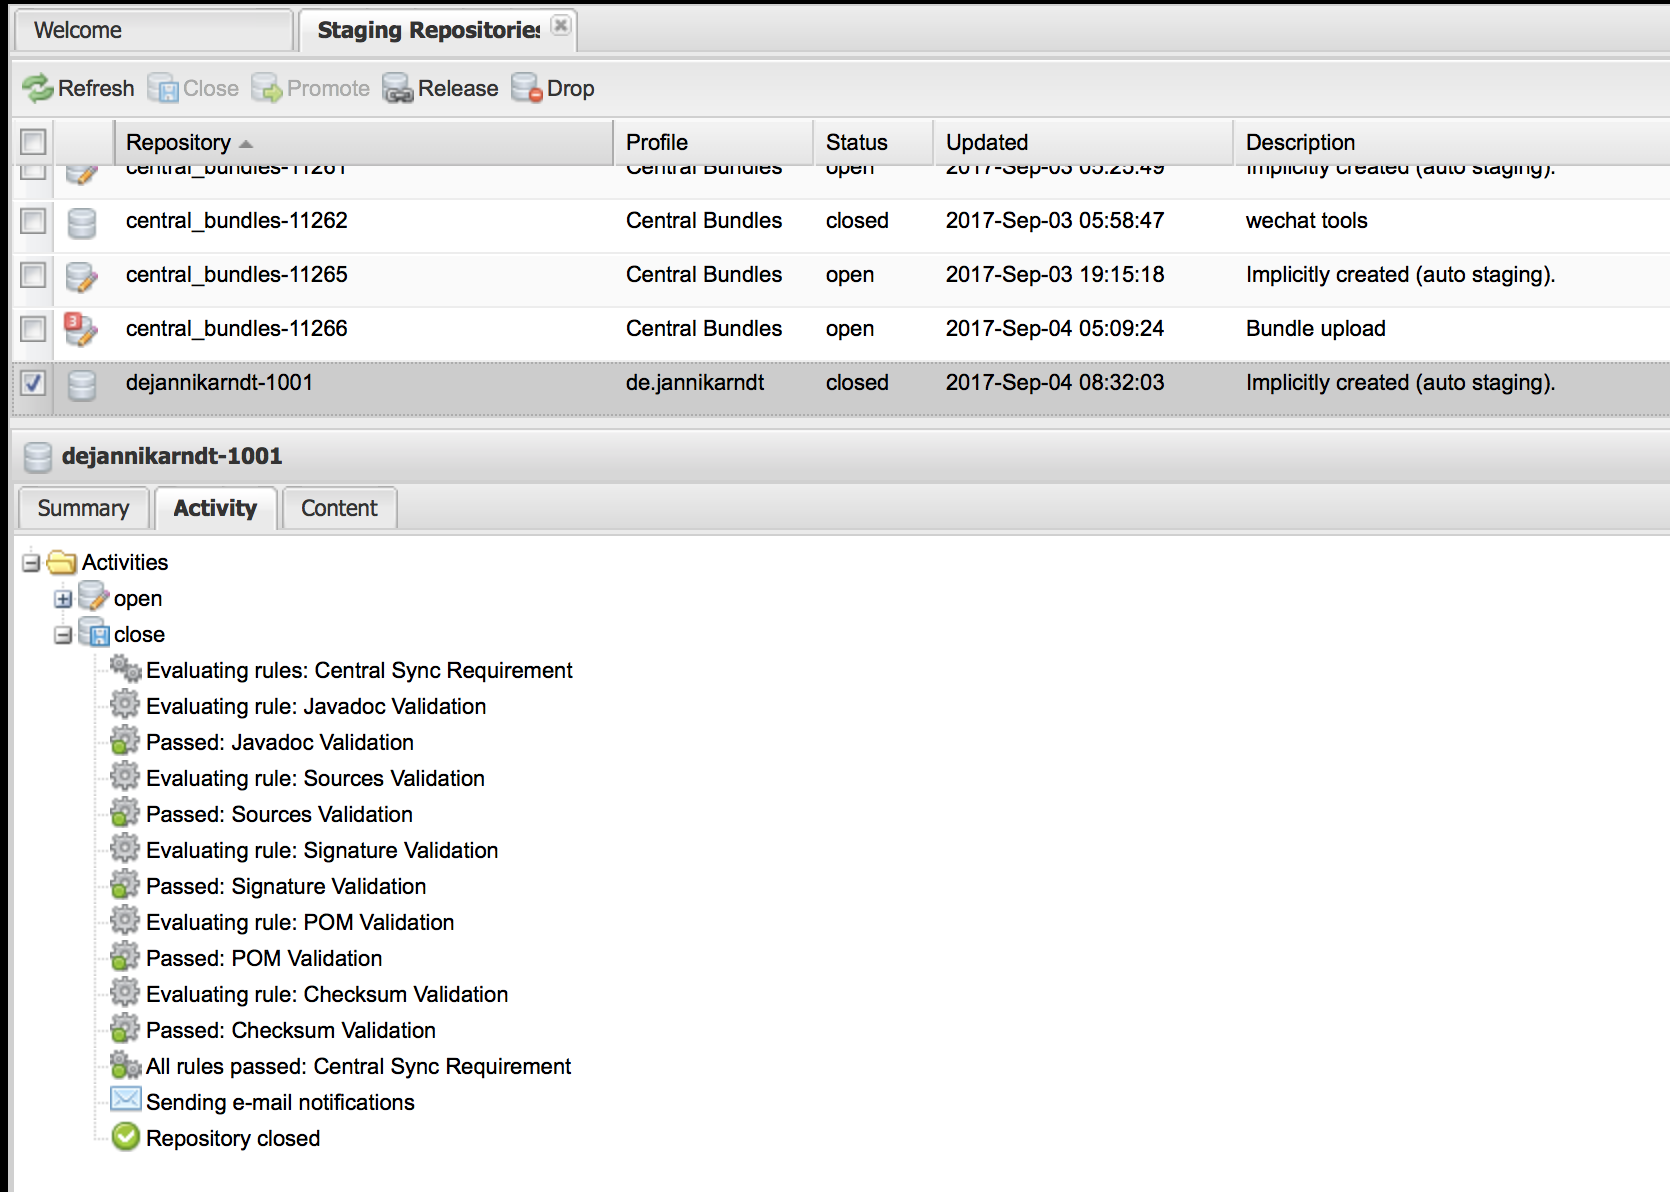 Welcome
Staging Repositories
Refresh Close Promote Release Drop
Repository Profile Status Updated Description
central_bundles-11261 Central Bundles open 2017-Sep-03 05:25:49 Implicitly created (auto staging).
central_bundles-11262 Central Bundles closed 2017-Sep-03 05:58:47 wechat tools
central_bundles-11265 Central Bundles open 2017-Sep-03 19:15:18 Implicitly created (auto staging).
3 central_bundles-11266 Central Bundles open 2017-Sep-04 05:09:24 Bundle upload
dejannikarndt-1001 de.jannikarndt closed 2017-Sep-04 08:32:03 Implicitly created (auto staging).
dejannikarndt-1001
Summary Activity Content
Activities
open
close
Evaluating rules: Central Sync Requirement
Evaluating rule: Javadoc Validation
Passed: Javadoc Validation
Evaluating rule: Sources Validation
Passed: Sources Validation
Evaluating rule: Signature Validation
Passed: Signature Validation
Evaluating rule: POM Validation
Passed: POM Validation
Evaluating rule: Checksum Validation
Passed: Checksum Validation
All rules passed: Central Sync Requirement
Sending e-mail notifications
Repository closed